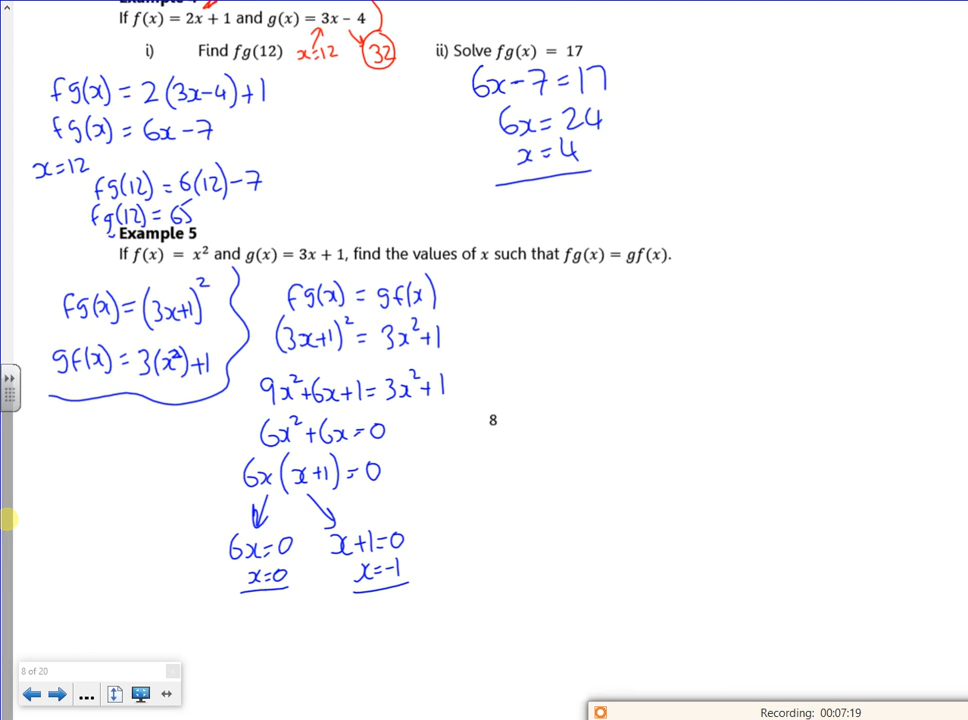 If f(x) = 2x + 1 and g(x) = 3x – 4
i) Find fg(12) x=12 32 ii) Solve fg(x) = 17
fg(x) = 2(3x-4)+1
fg(x) = 6x-7
x=12
fg(12) = 6(12)-7
fg(12) = 65
6x-7=17
6x=24
x=4
Example 5
If f(x) = x² and g(x) = 3x + 1, find the values of x such that fg(x) = gf(x).
fg(x)=(3x+1)²
gf(x)=3(x²)+1
fg(x) = gf(x)
(3x+1)² = 3x²+1
9x²+6x+1=3x²+1
6x²+6x=0
6x(x+1)=0
6x=0 x+1=0
x=0 x=-1
8
8 of 20
Recording: 00:07:19